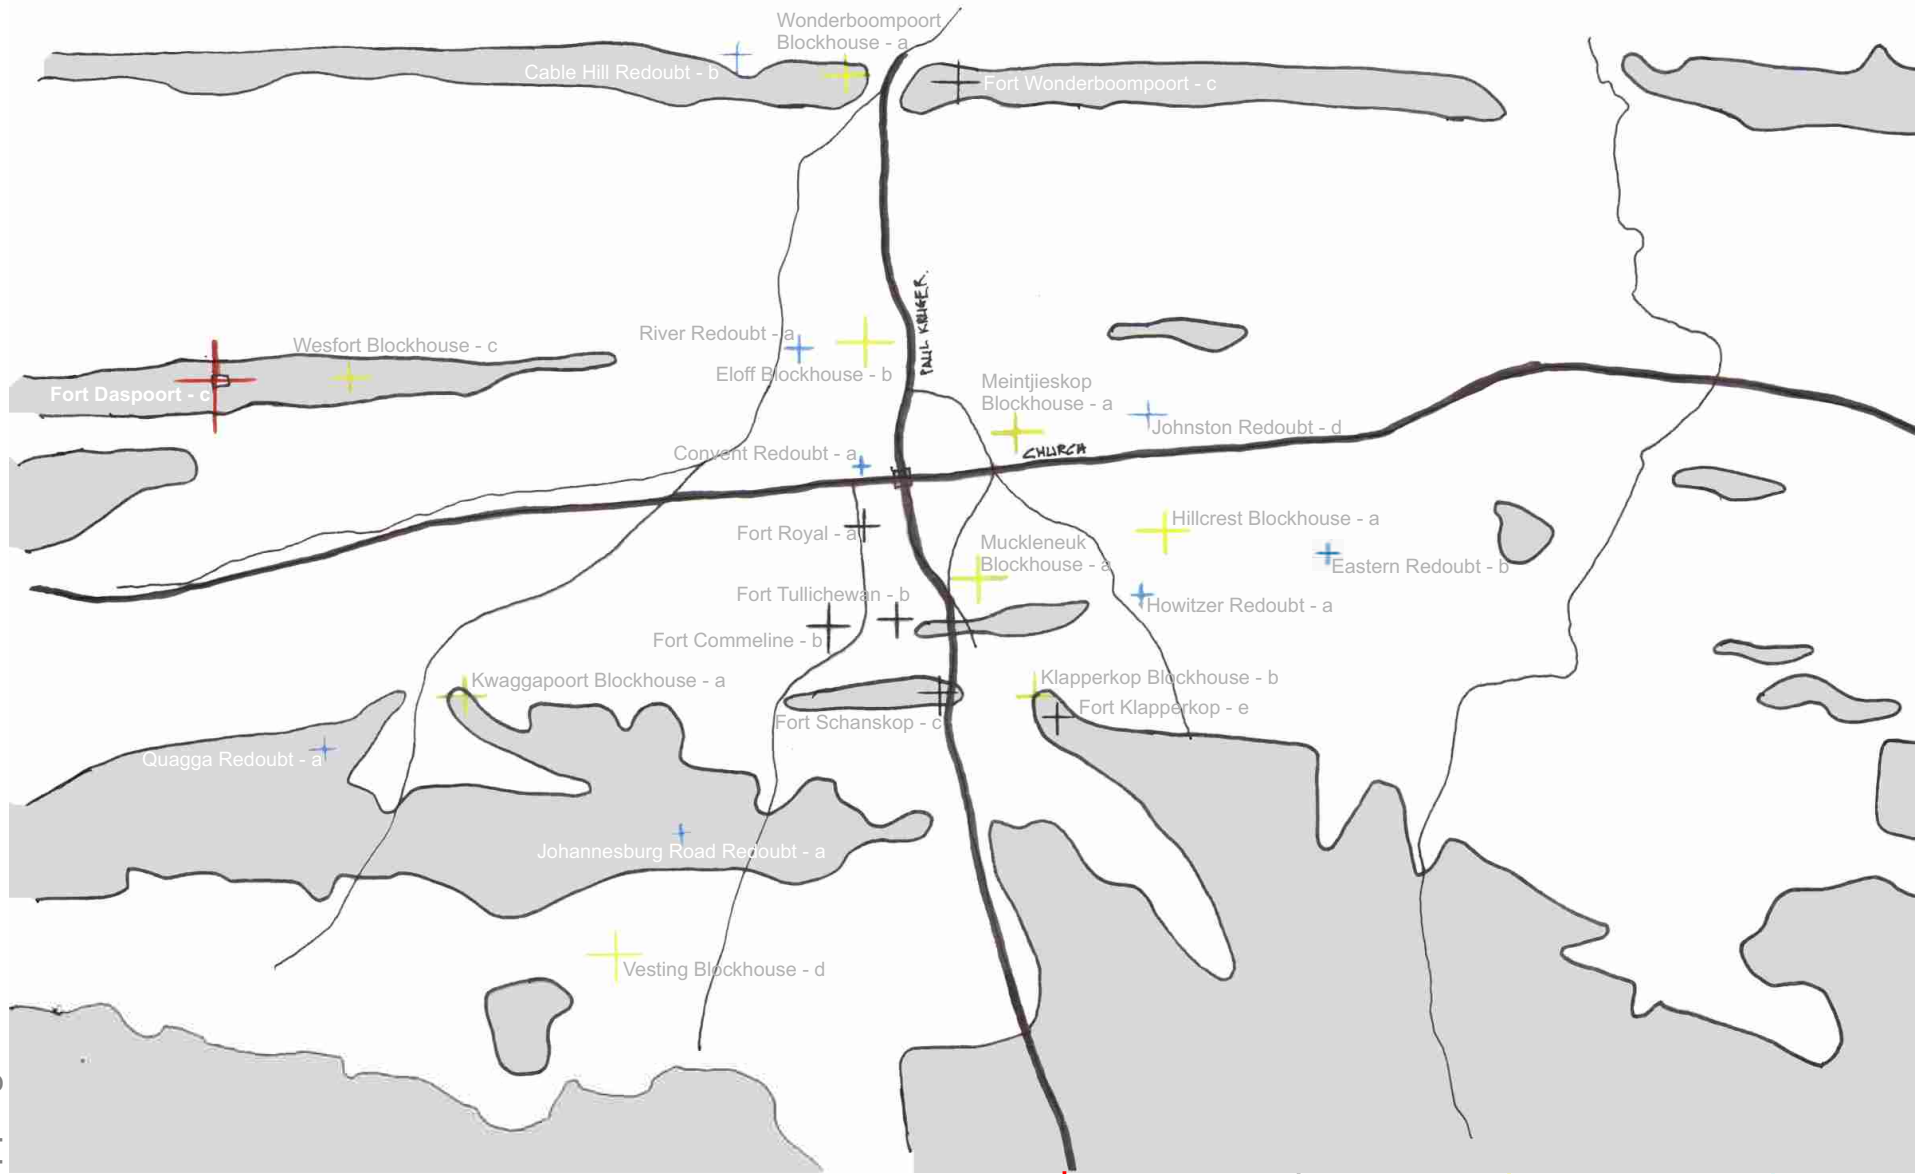 Wonderboompoort
Blockhouse - a
Cable Hill Redoubt - b
Fort Wonderboompoort - c
PAUL KRUGER.
River Redoubt - a
Wesfort Blockhouse - c
Eloff Blockhouse - b
Fort Daspoort - c
Meintjieskop
Blockhouse - a
Johnston Redoubt - d
CHURCH
Convent Redoubt - a
Hillcrest Blockhouse - a
Fort Royal - a
Muckleneuk
Blockhouse - a
Eastern Redoubt - b
Fort Tullichewan - b
Howitzer Redoubt - a
Fort Commeline - b
Kwaggapoort Blockhouse - a
Klapperkop Blockhouse - b
Fort Klapperkop - e
Fort Schanskop - c
Quagga Redoubt - a
Johannesburg Road Redoubt - a
Vesting Blockhouse - d